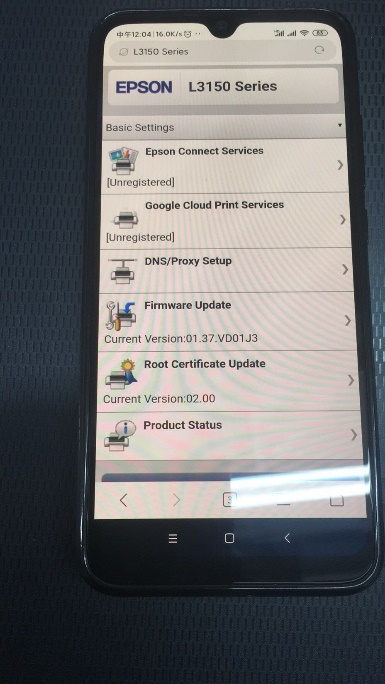 中午12:04 | 16.0K/s
83
L3150 Series
EPSON L3150 Series
Basic Settings
Epson Connect Services
[Unregistered]
Google Cloud Print Services
[Unregistered]
DNS/Proxy Setup
Firmware Update
Current Version:01.37.VD01J3
Root Certificate Update
Current Version:02.00
Product Status